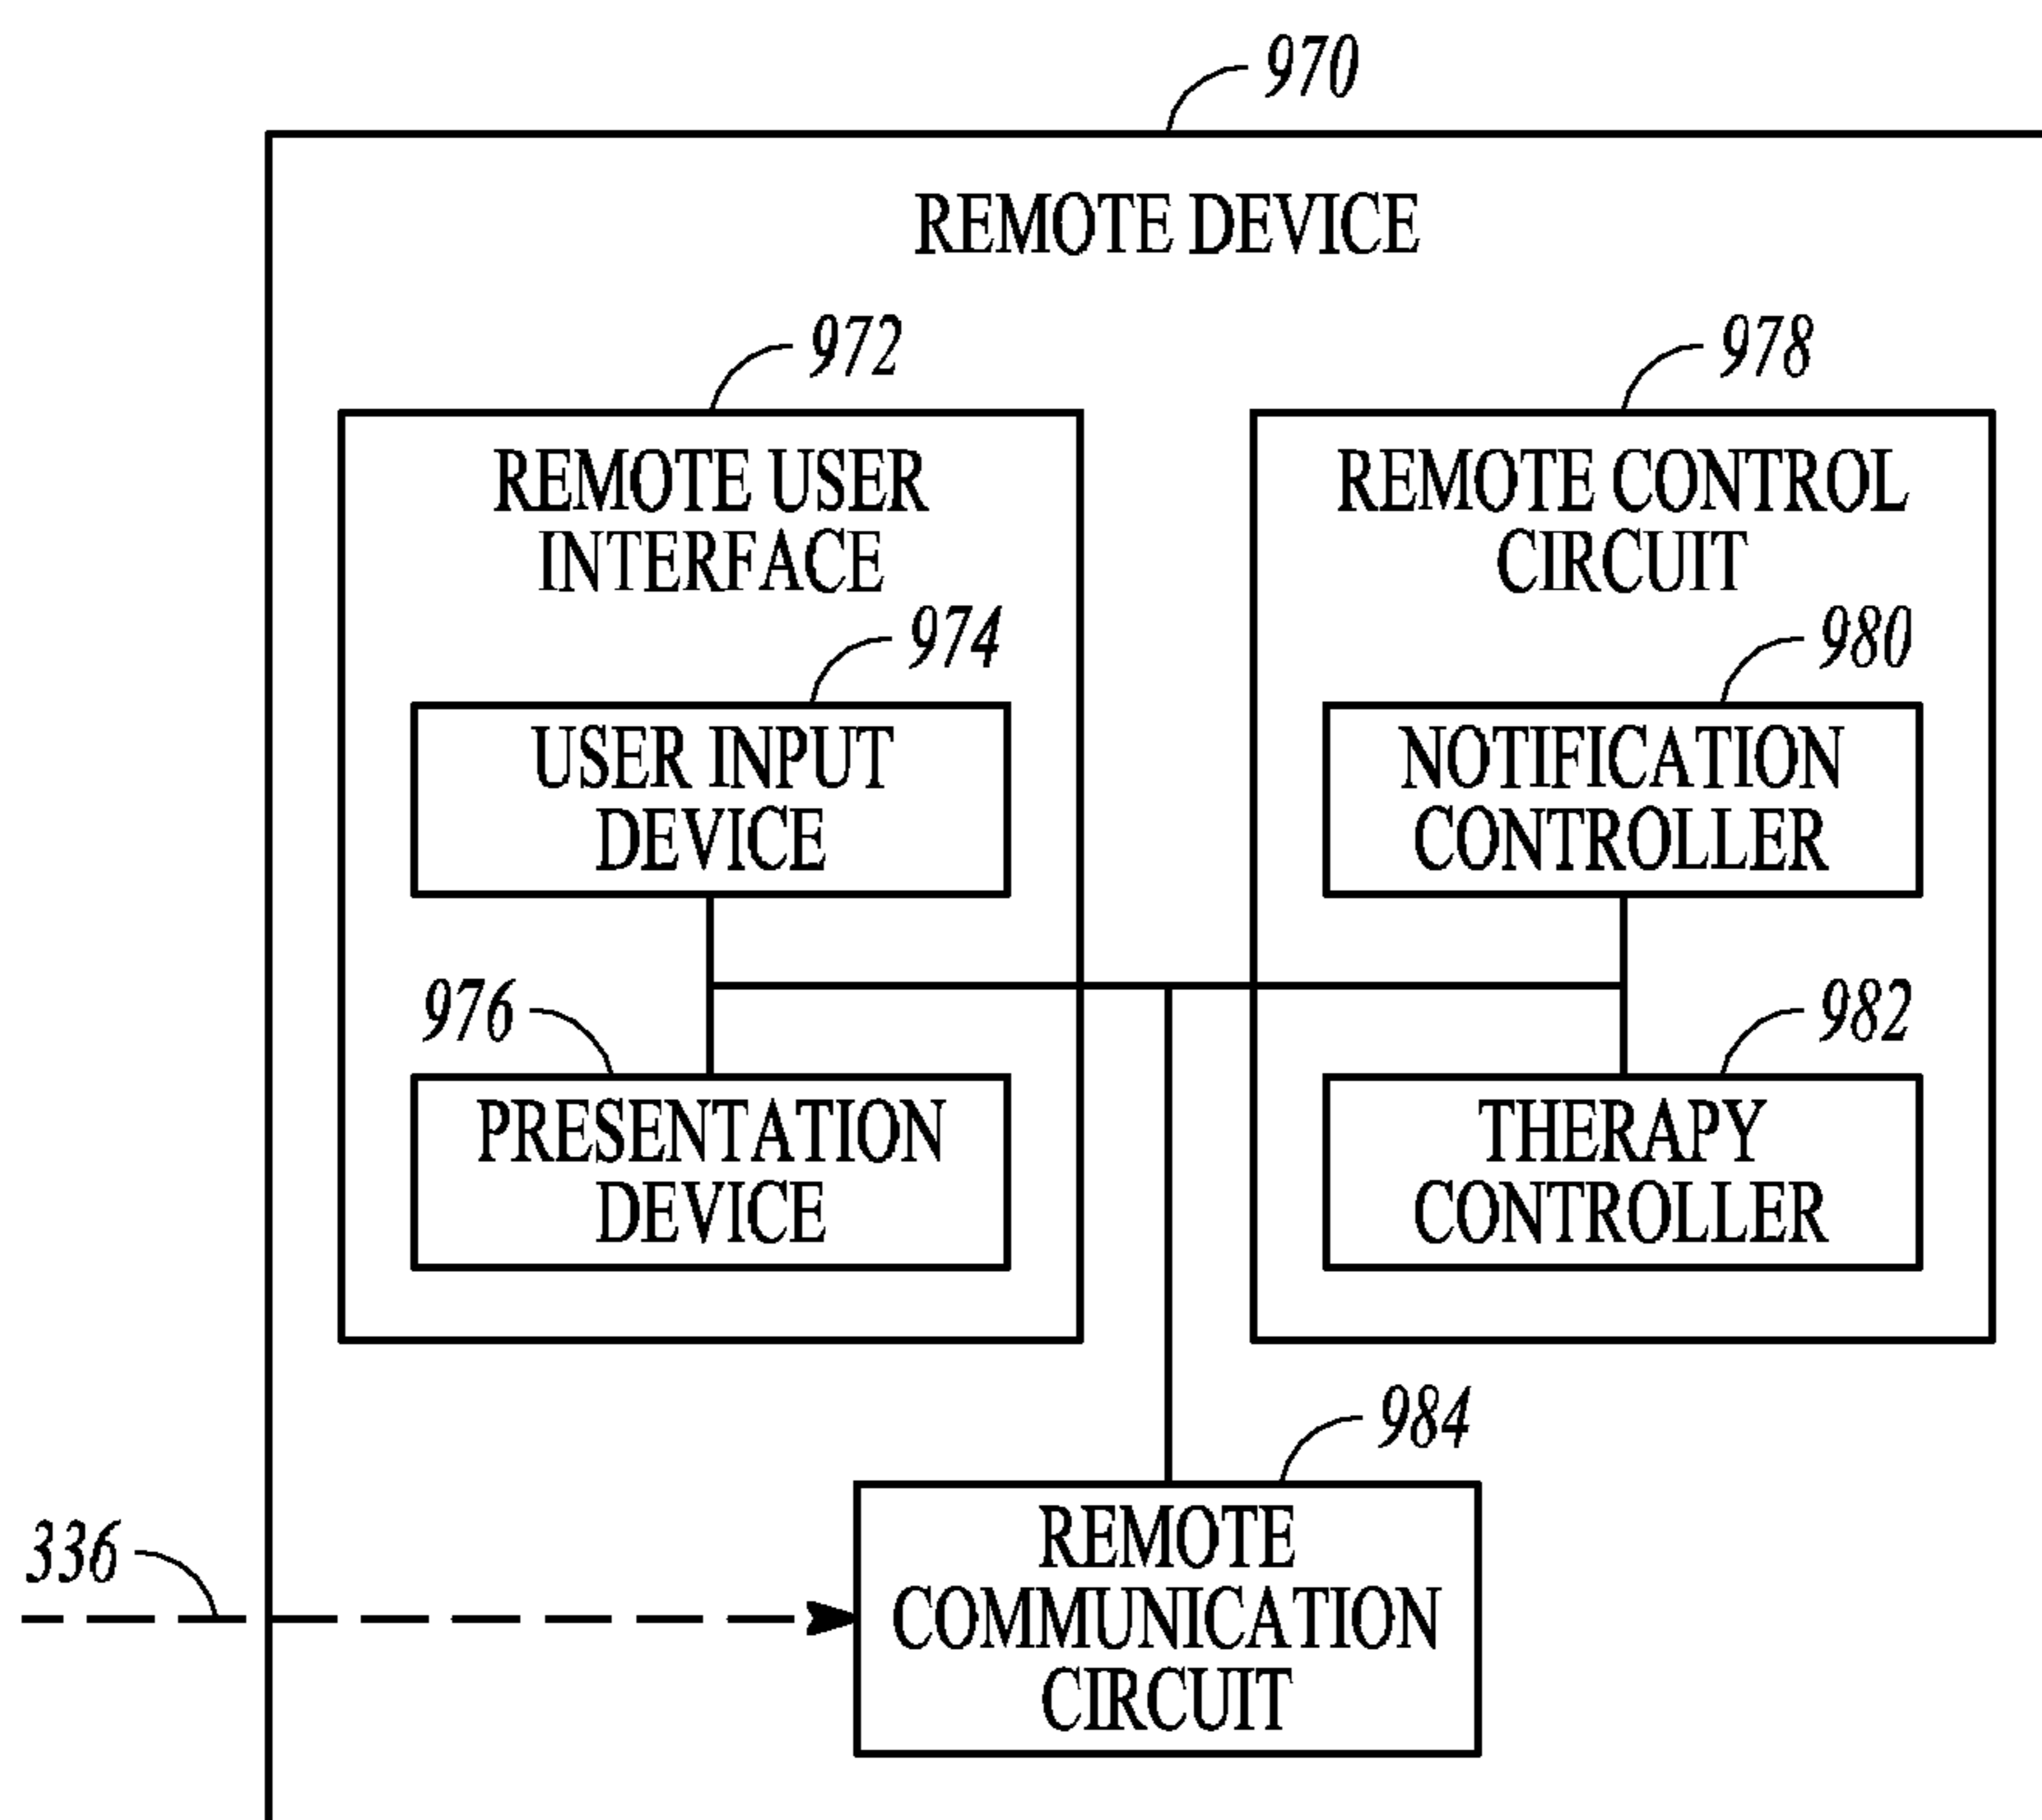 970
REMOTE DEVICE
972
978
REMOTE USER
INTERFACE
REMOTE CONTROL
CIRCUIT
974
980
USER INPUT
DEVICE
NOTIFICATION
CONTROLLER
976
982
PRESENTATION
DEVICE
THERAPY
CONTROLLER
984
336
REMOTE
COMMUNICATION
CIRCUIT